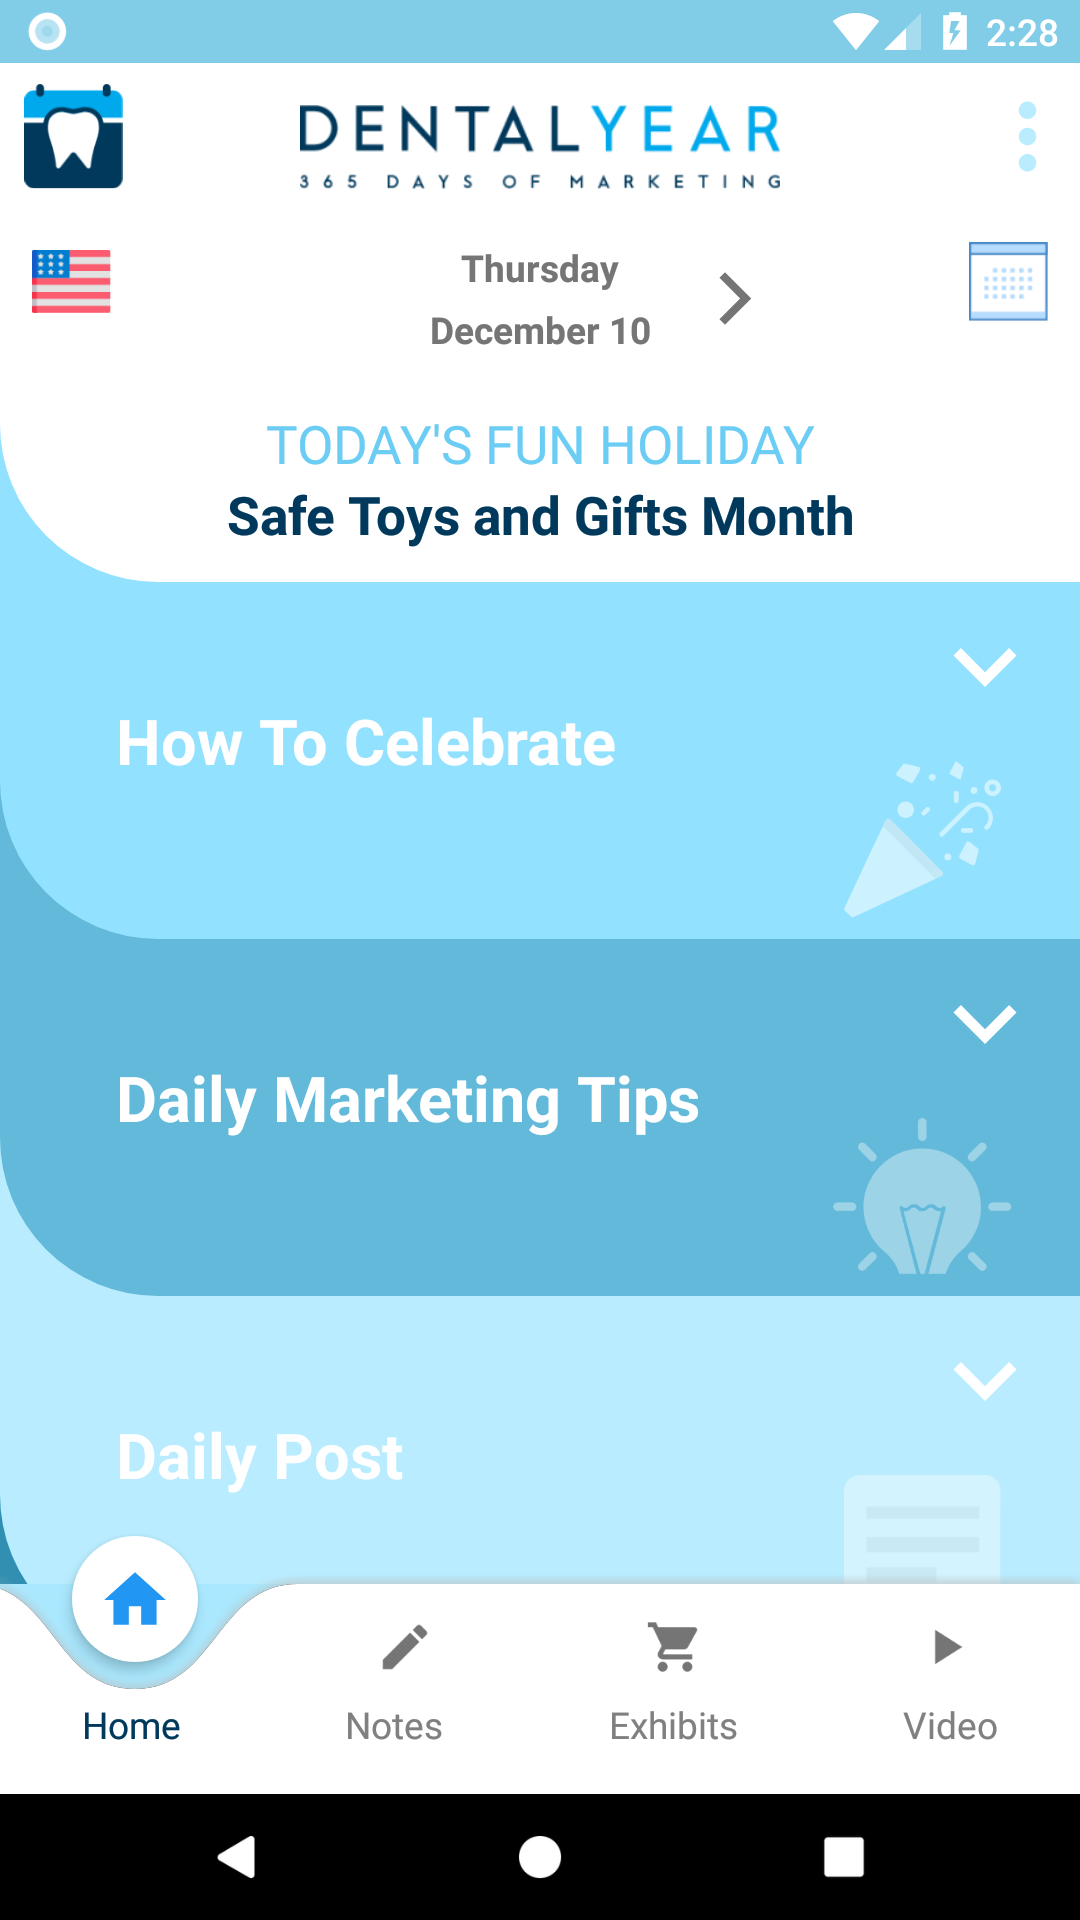 2:28
DENTALYEAR
365 DAYS OF MARKETING
Thursday
December 10
TODAY'S FUN HOLIDAY
Safe Toys and Gifts Month
How To Celebrate
Daily Marketing Tips
Daily Post
Home Notes Exhibits Video